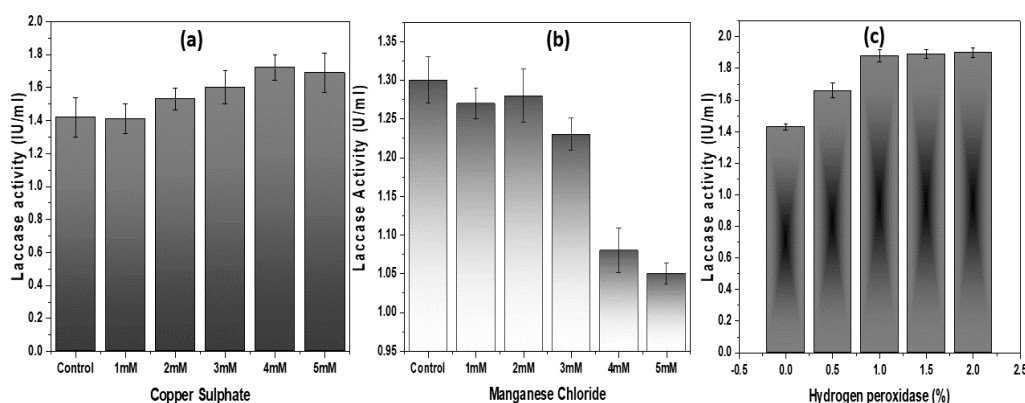 (a)
Laccase activity (IU/ml)
2.0
1.8
1.6
1.4
1.2
1.0
0.8
0.6
0.4
0.2
0.0
Control 1mM 2mM 3mM 4mM 5mM
Copper Sulphate
(b)
Laccase Activity (U/ml)
1.35
1.30
1.25
1.20
1.15
1.10
1.05
1.00
0.95
Control 1mM 2mM 3mM 4mM 5mM
Manganese Chloride
(c)
Laccase activity (IU/ml)
2.0
1.8
1.6
1.4
1.2
1.0
0.8
0.6
0.4
0.2
0.0
-0.5 0.0 0.5 1.0 1.5 2.0 2.5
Hydrogen peroxidase (%)